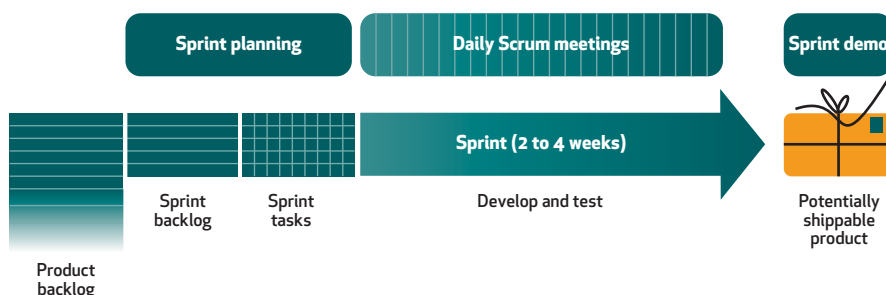 Sprint planning
Daily Scrum meetings
Sprint demo
Sprint (2 to 4 weeks)
Sprint
backlog
Sprint
tasks
Develop and test
Potentially
shippable
product
Product
backlog